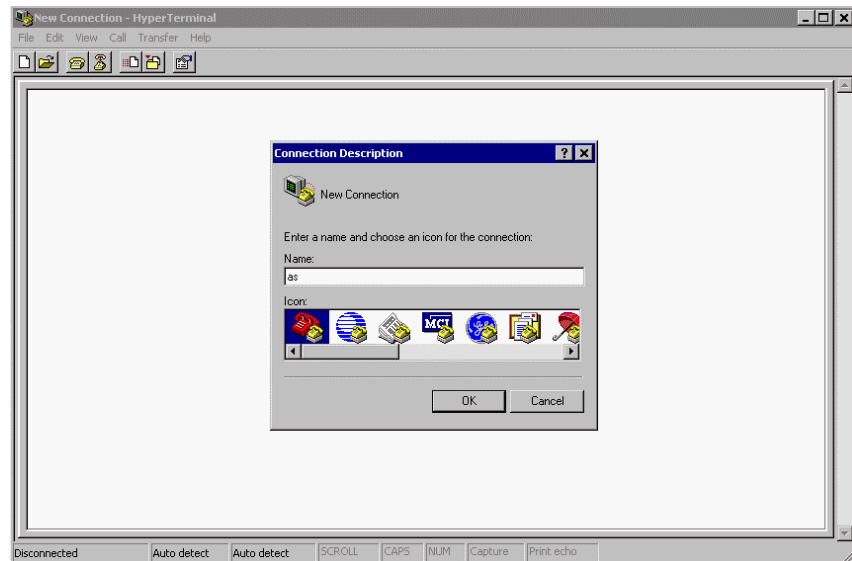 New Connection - HyperTerminal
File Edit View Call Transfer Help
Connection Description
New Connection
Enter a name and choose an icon for the connection:
Name:
as
Icon:
MCI
OK Cancel
Disconnected Auto detect Auto detect SCROLL CAPS NUM Capture Print echo